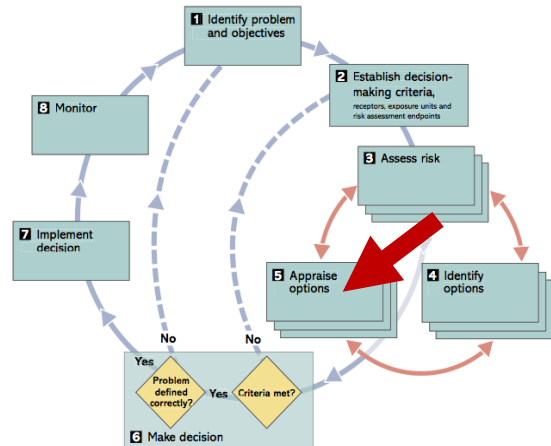 1 Identify problem
and objectives
2 Establish decision-
making criteria,
receptors, exposure units and
risk assessment endpoints
8 Monitor
3 Assess risk
7 Implement
decision
5 Appraise
options
4 Identify
options
No
No
Yes
Problem
defined
correctly?
Yes
Criteria met?
6 Make decision